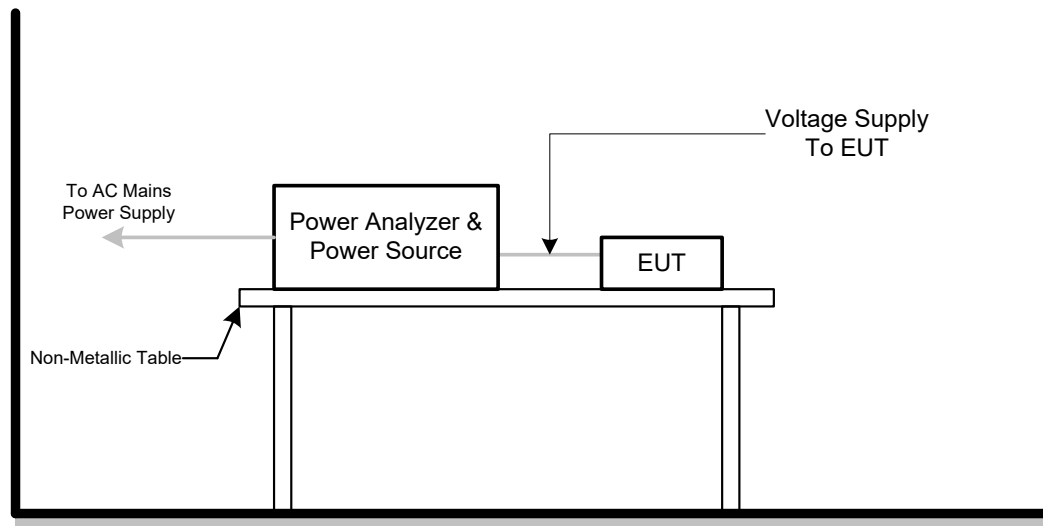 Voltage Supply
To EUT
To AC Mains
Power Supply
Power Analyzer &
Power Source
EUT
Non-Metallic Table